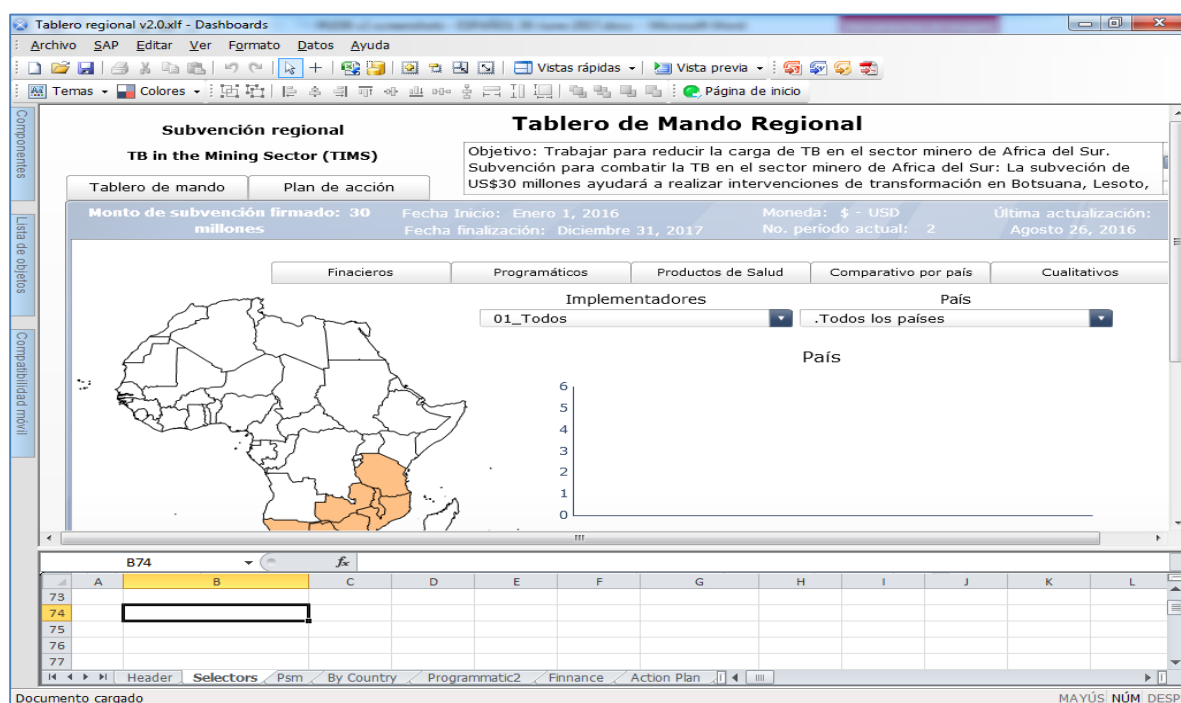 Tablero regional v2.0.xlf - Dashboards
Archivo SAP Editar Ver Formato Datos Ayuda
Vistas rápidas Vista previa
Temas Colores Página de inicio
Componentes
Lista de objetos
Compatibilidad móvil
Subvención regional
TB in the Mining Sector (TIMS)
Tablero de Mando Regional
Objetivo: Trabajar para reducir la carga de TB en el sector minero de Africa del Sur.
Subvención para combatir la TB en el sector minero de Africa del Sur: La subveción de
US$30 millones ayudará a realizar intervenciones de transformación en Botsuana, Lesoto,
Tablero de mando Plan de acción
Monto de subvención firmado: 30
millones
Fecha Inicio: Enero 1, 2016
Fecha finalización: Diciembre 31, 2017
Moneda: $ - USD
No. período actual: 2
Última actualización:
Agosto 26, 2016
Finacieros Programáticos Productos de Salud Comparativo por país Cualitativos
Implementadores País
01_Todos .Todos los países
País
6
5
4
3
2
1
0
B74 fx
A B C D E F G H I J K L
73
74
75
76
77
Header Selectors Psm By Country Programmatic2 Finnance Action Plan
Documento cargado MAYÚS NÚM DESP